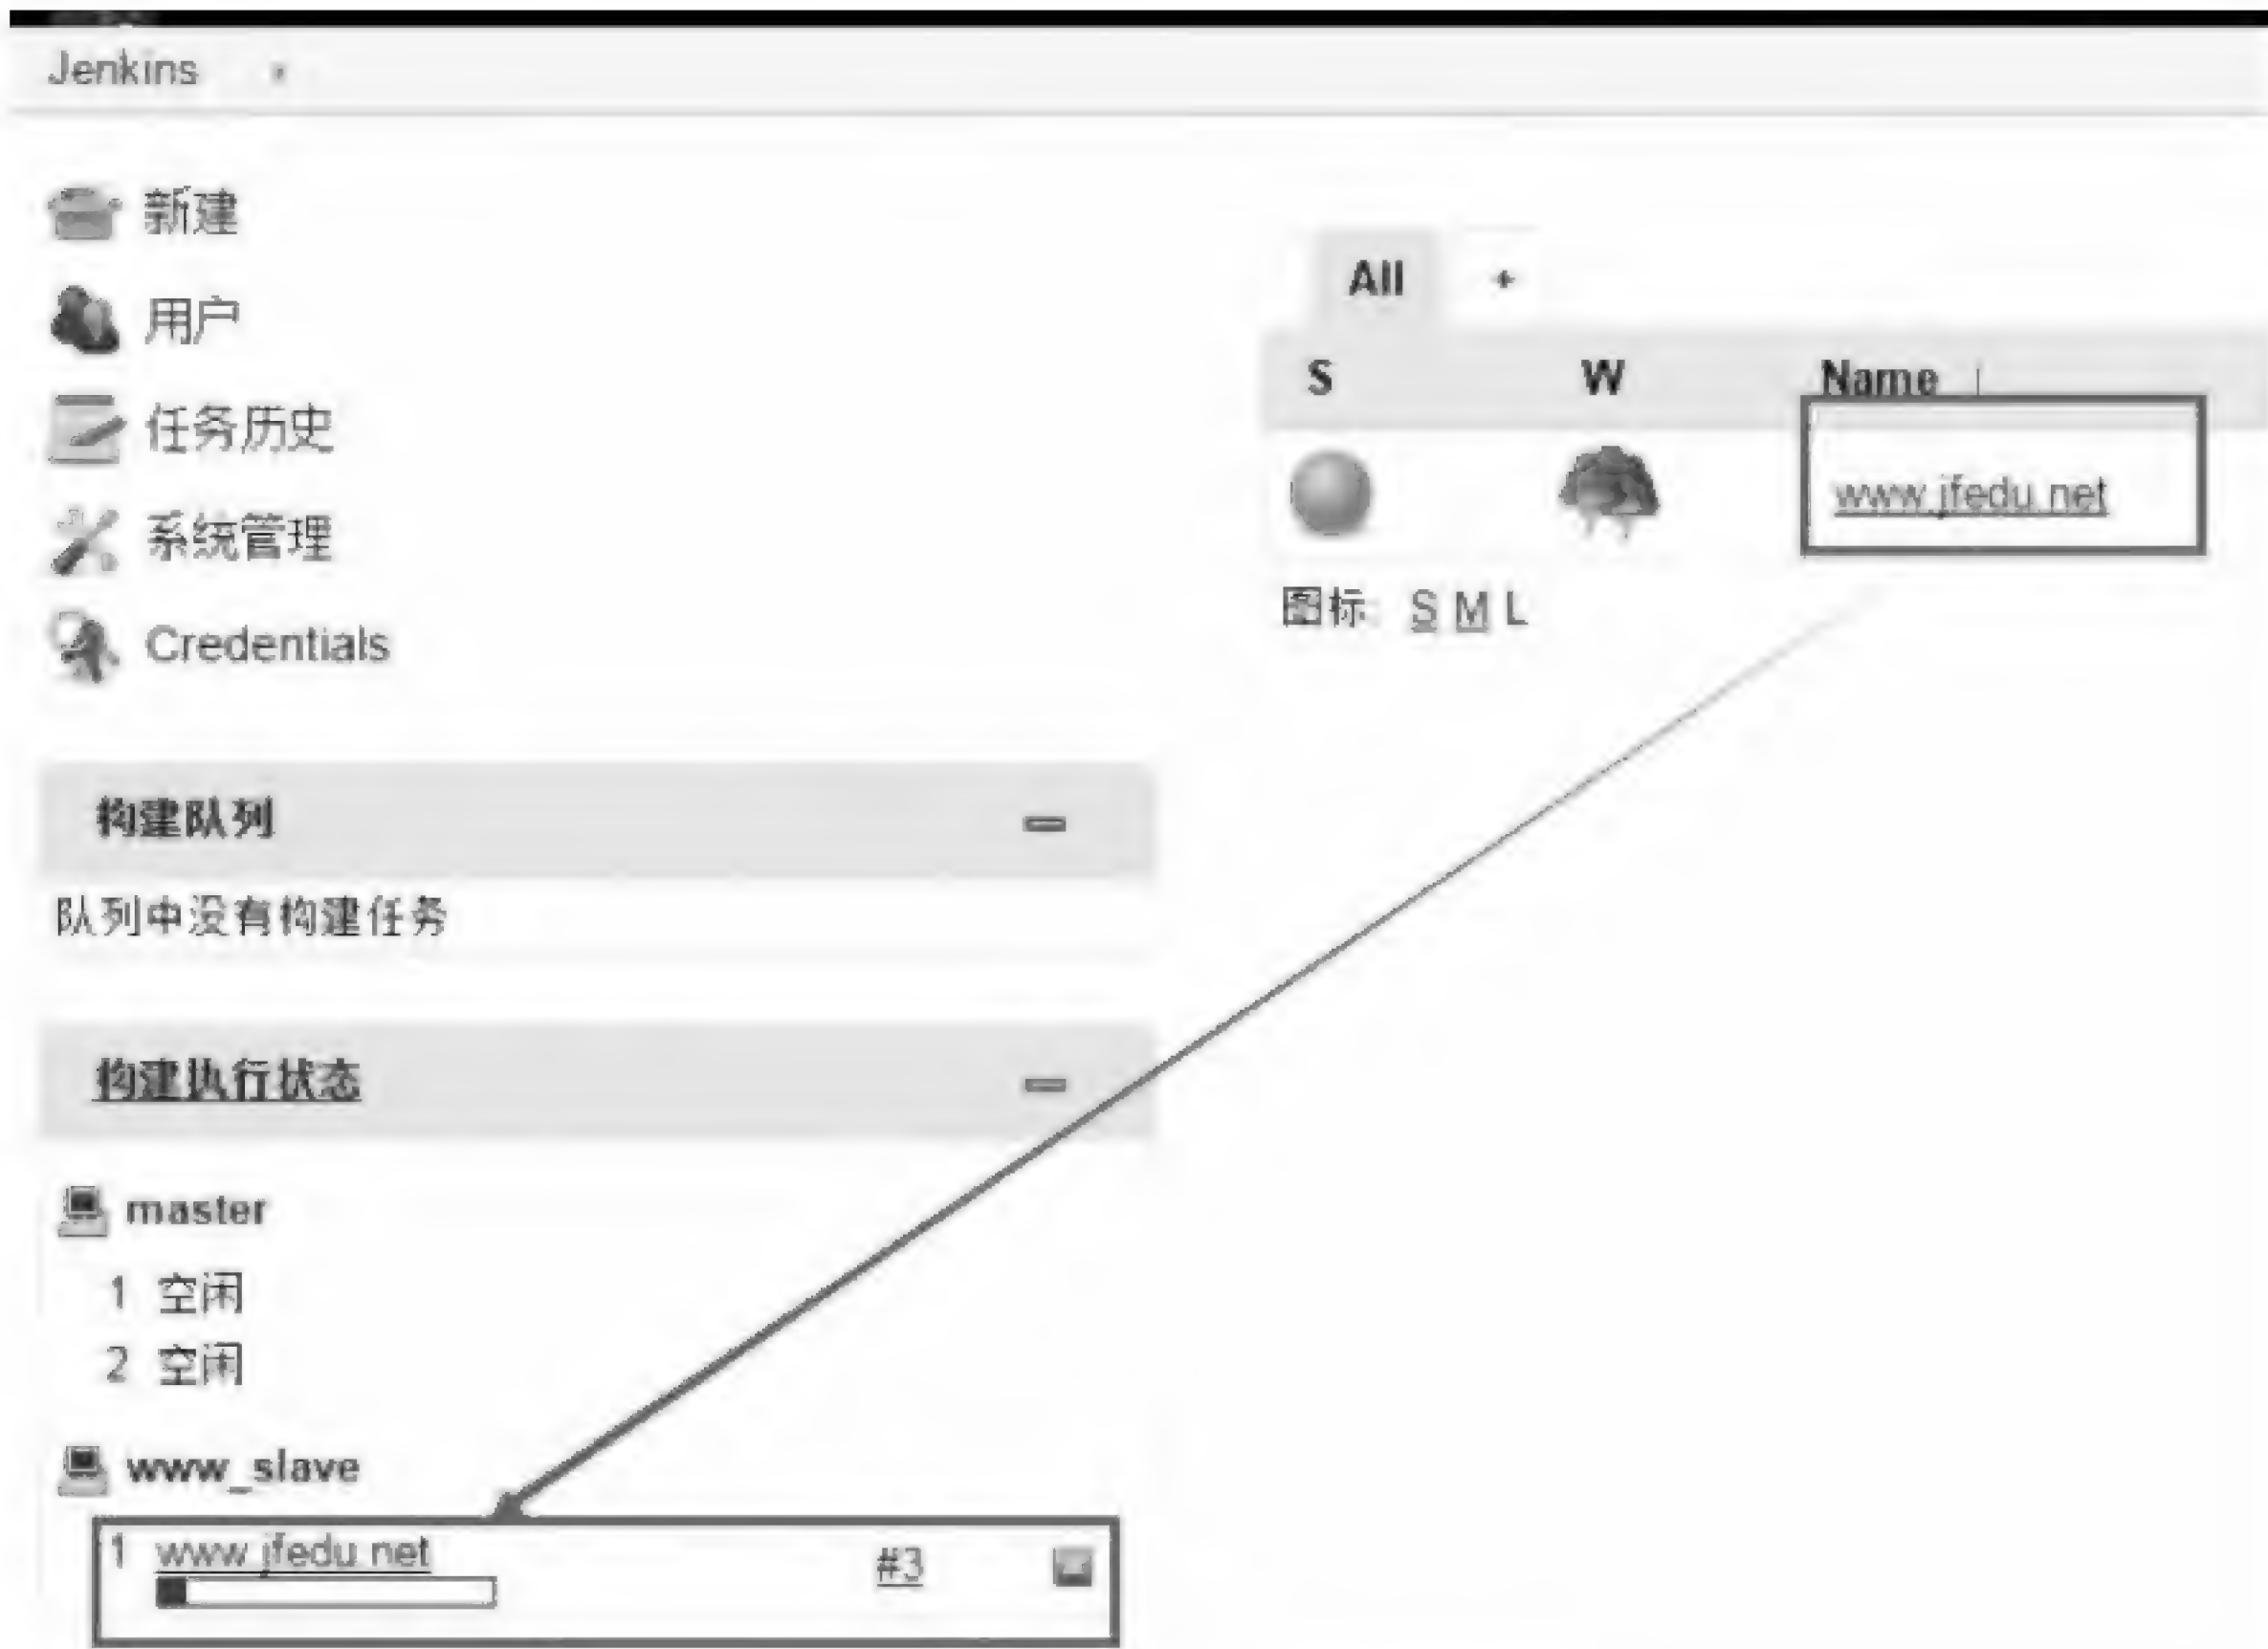 Jenkins
新建
用户
任务历史
系统管理
Credentials
构建队列
队列中没有构建任务
构建执行状态
master
1 空闲
2 空闲
www_slave
1 www.jfedu.net #3
All +
S W Name
www.jfedu.net
图标: S M L